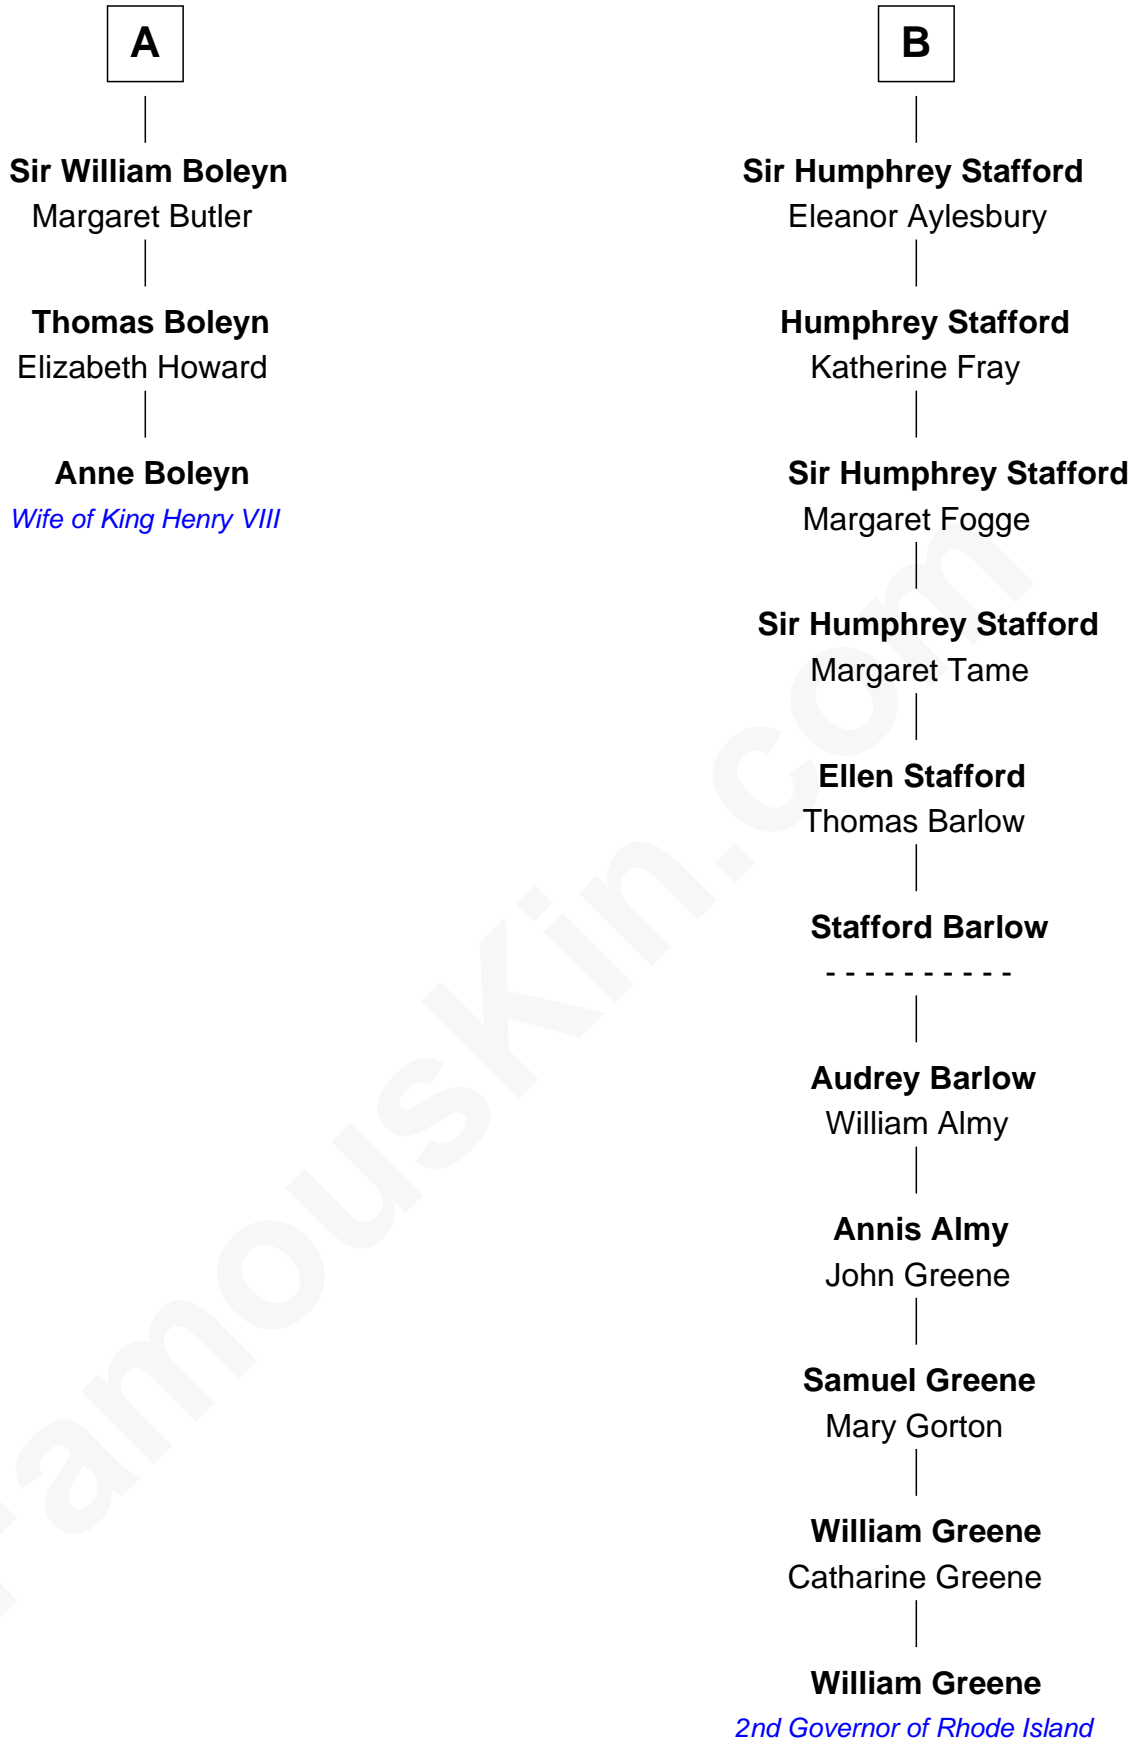 A
Sir William Boleyn
Margaret Butler
Thomas Boleyn
Elizabeth Howard
Anne Boleyn
Wife of King Henry VIII
B
Sir Humphrey Stafford
Eleanor Aylesbury
Humphrey Stafford
Katherine Fray
Sir Humphrey Stafford
Margaret Fogge
Sir Humphrey Stafford
Margaret Tame
Ellen Stafford
Thomas Barlow
Stafford Barlow
- - - - - - - - - -
Audrey Barlow
William Almy
Annis Almy
John Greene
Samuel Greene
Mary Gorton
William Greene
Catharine Greene
William Greene
2nd Governor of Rhode Island
FamousKin.com